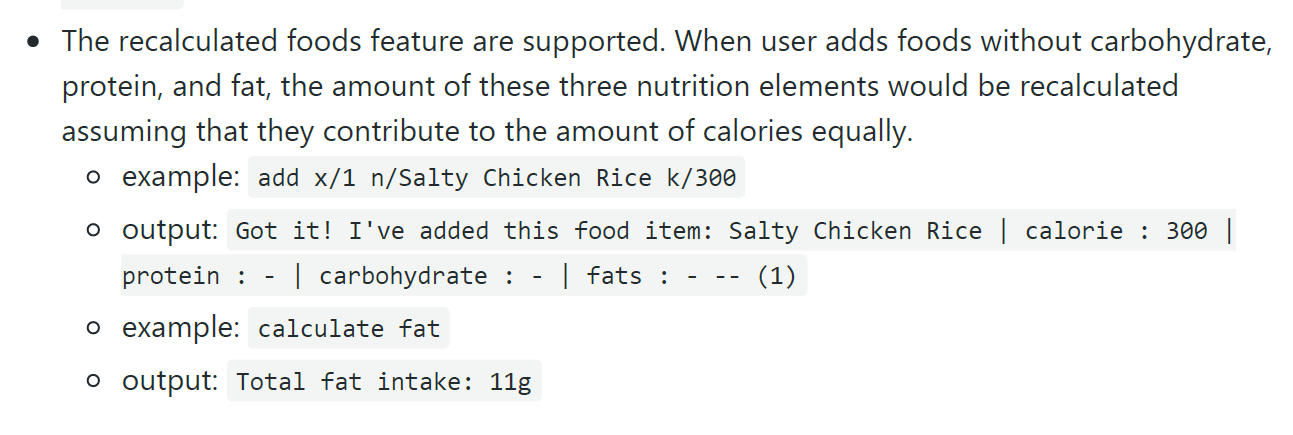 The recalculated foods feature are supported. When user adds foods without carbohydrate,
protein, and fat, the amount of these three nutrition elements would be recalculated
assuming that they contribute to the amount of calories equally.
example: add x/1 n/Salty Chicken Rice k/300
output: Got it! I've added this food item: Salty Chicken Rice | calorie : 300 |
protein : - | carbohydrate : - | fats : - -- (1)
example: calculate fat
output: Total fat intake: 11g